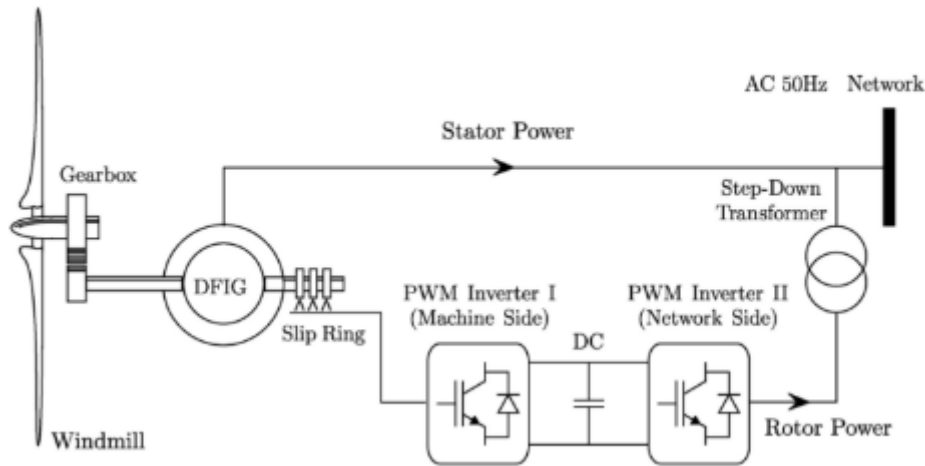 AC 50Hz Network
Stator Power
Gearbox
Step-Down
Transformer
DFIG
PWM Inverter I
(Machine Side)
PWM Inverter II
(Network Side)
Slip Ring
DC
Rotor Power
Windmill